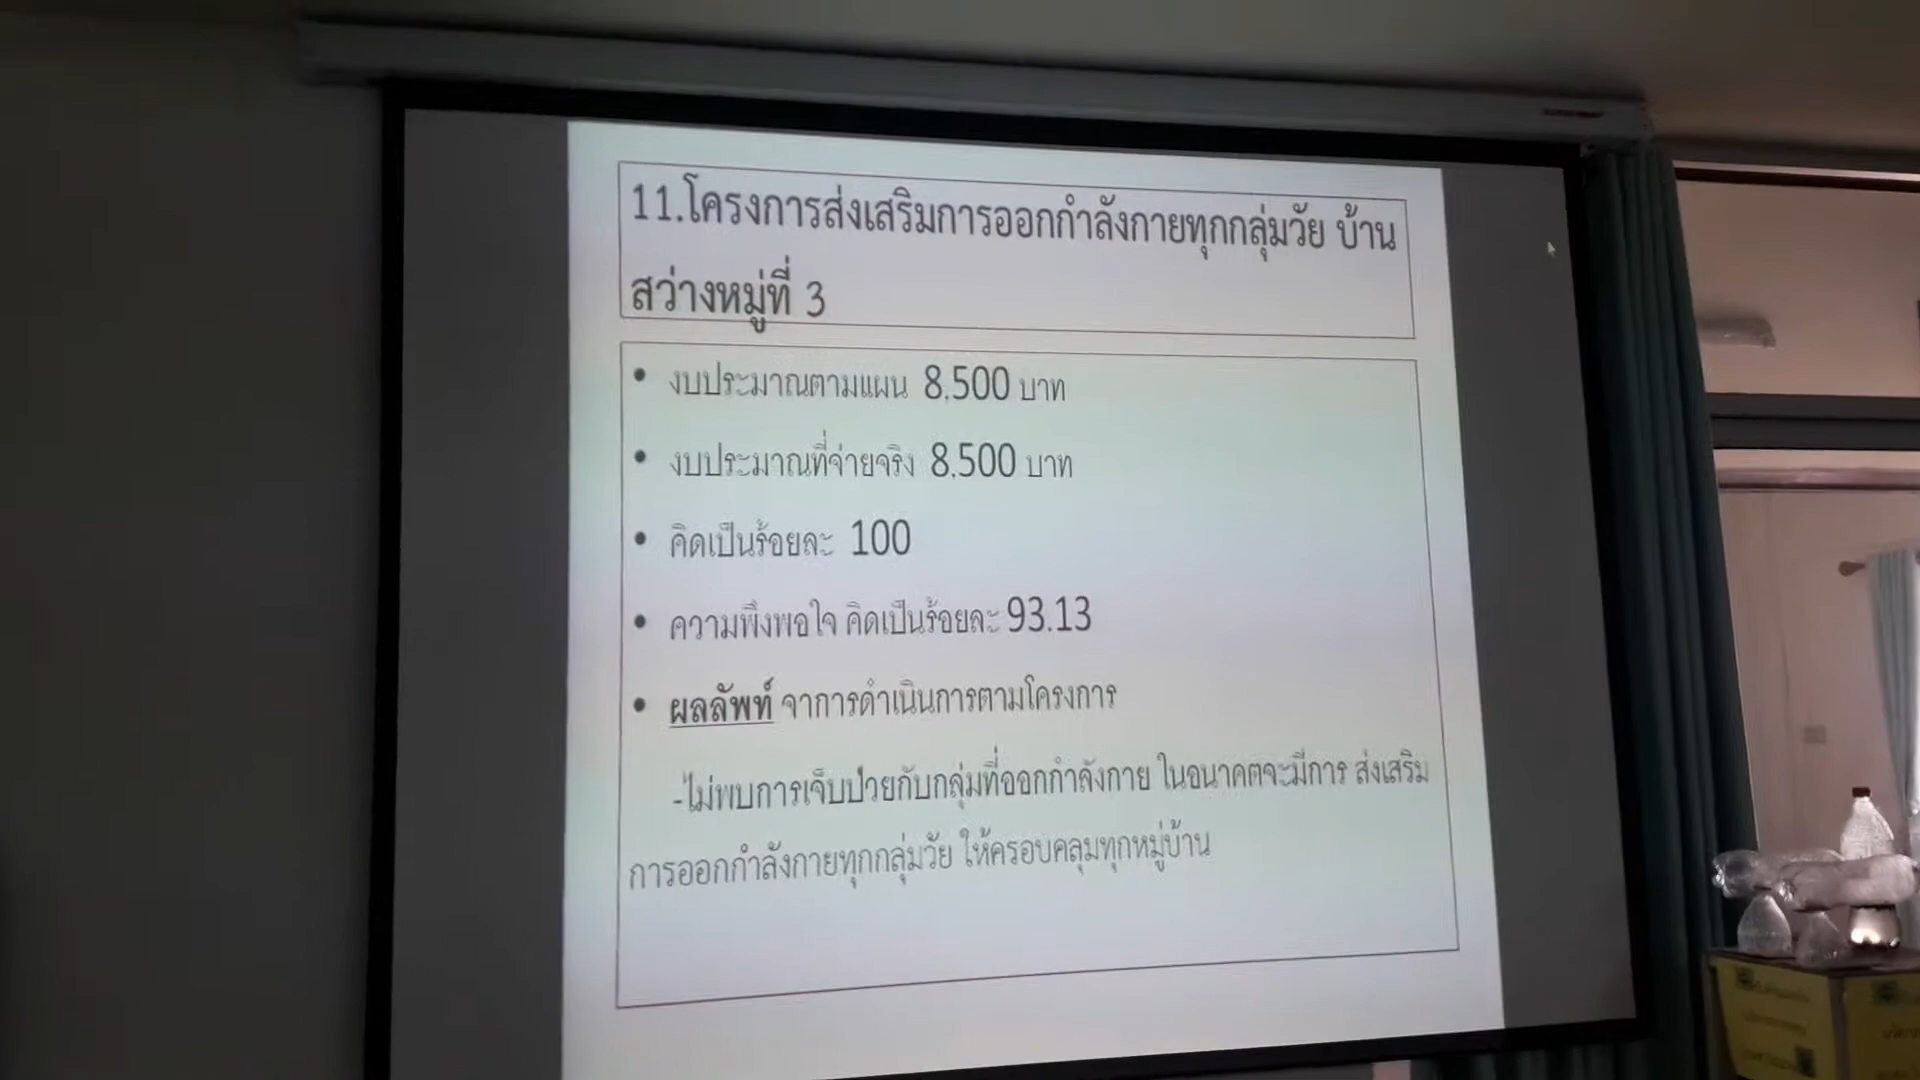 11.โครงการส่งเสริมการออกกำลังกายทุกกลุ่มวัย บ้าน
สว่างหมู่ที่ 3
• งบประมาณตามแผน 8,500 บาท
• งบประมาณที่จ่ายจริง 8,500 บาท
• คิดเป็นร้อยละ 100
• ความพึงพอใจ คิดเป็นร้อยละ 93.13
• ผลลัพท์ จาการดำเนินการตามโครงการ
-ไม่พบการเจ็บป่วยกับกลุ่มที่ออกกำจังกาย ในอนาคตจะมีการ ส่งเสริม
การออกกำลังกายทุกกลุ่มวัย ให้ครอบคลุมทุกหมู่บ้าน